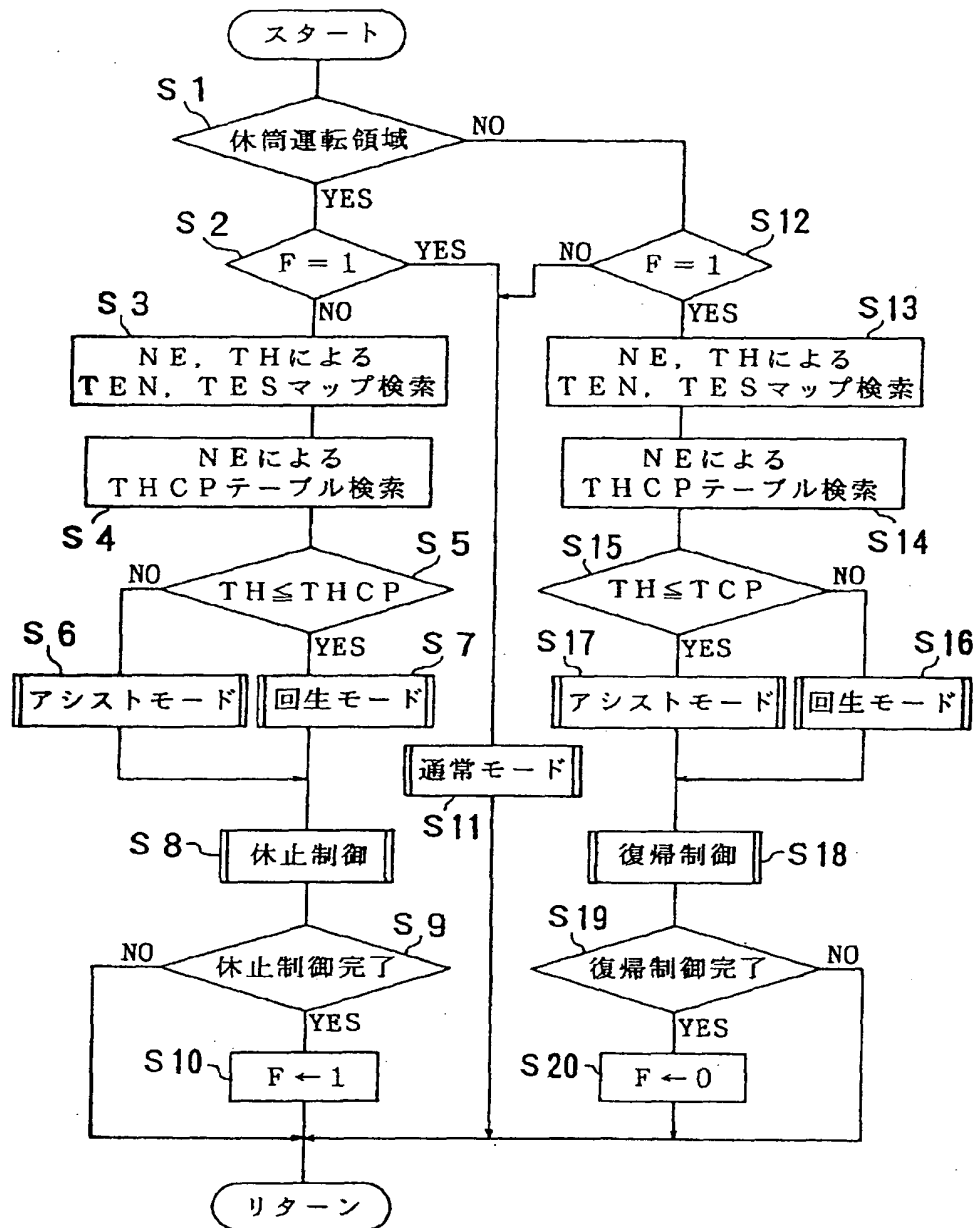 スタート
S1
休筒運転領域
NO
YES
S2
F=1
YES
NO
S12
F=1
NO
YES
S3
NE, THによる
TEN, TESマップ検索
S13
NE, THによる
TEN, TESマップ検索
NEによる
THCPテーブル検索
S4
NEによる
THCPテーブル検索
S14
S5
TH≦THCP
NO
YES
S15
TH≦TCP
NO
YES
S6
アシストモード
S7
回生モード
S17
アシストモード
S16
回生モード
通常モード
S11
S8
休止制御
復帰制御
S18
S9
休止制御完了
NO
YES
S19
復帰制御完了
NO
YES
S10
F←1
S20
F←0
リターン